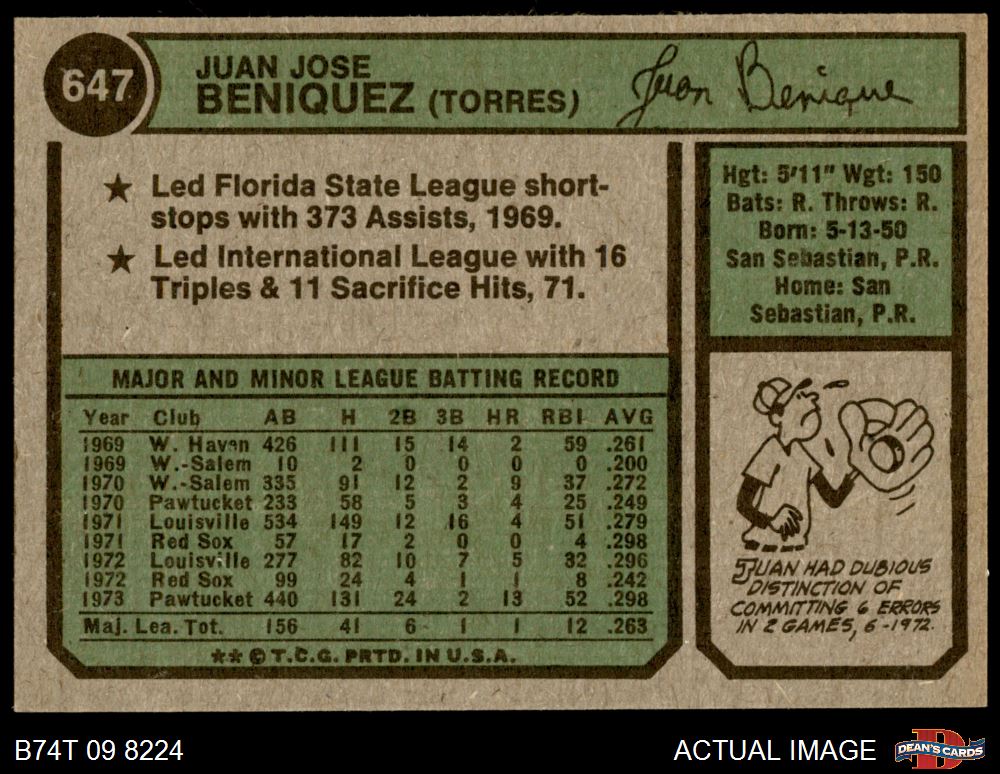 647
JUAN JOSE
BENIQUEZ (TORRES)
Juan Benique
★ Led Florida State League short-
stops with 373 Assists, 1969.
★ Led International League with 16
Triples & 11 Sacrifice Hits, 71.
Hgt: 5'11" Wgt: 150
Bats: R. Throws: R.
Born: 5-13-50
San Sebastian, P.R.
Home: San
Sebastian, P.R.
MAJOR AND MINOR LEAGUE BATTING RECORD
Year Club AB H 2B 3B HR RBI AVG
1969 W. Haven 426 111 15 14 2 59 .261
1969 W.-Salem 10 2 0 0 0 0 .200
1970 W.-Salem 335 91 12 2 9 37 .272
1970 Pawtucket 233 58 5 3 4 25 .249
1971 Louisville 534 149 12 16 4 51 .279
1971 Red Sox 57 17 2 0 0 4 .298
1972 Louisville 277 82 10 7 5 32 .296
1972 Red Sox 99 24 4 1 1 8 .242
1973 Pawtucket 440 131 24 2 13 52 .298
Maj. Lea. Tot. 156 41 6 1 1 12 .263
** © T.C.G. PRTD. IN U.S.A.
JUAN HAD DUBIOUS
DISTINCTION OF
COMMITTING 6 ERRORS
IN 2 GAMES, 6-1972.
B74T 09 8224
ACTUAL IMAGE
D
DEAN'S CARDS